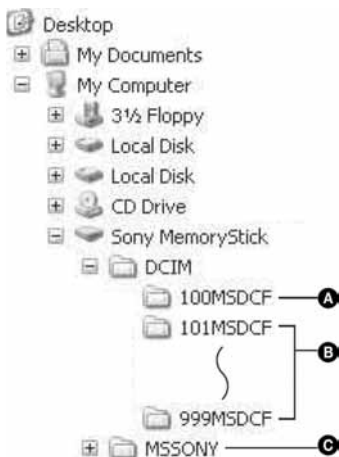 Desktop
My Documents
My Computer
3½ Floppy
Local Disk
Local Disk
CD Drive
Sony MemoryStick
DCIM
100MSDCF A
101MSDCF
B
999MSDCF
MSSONY C